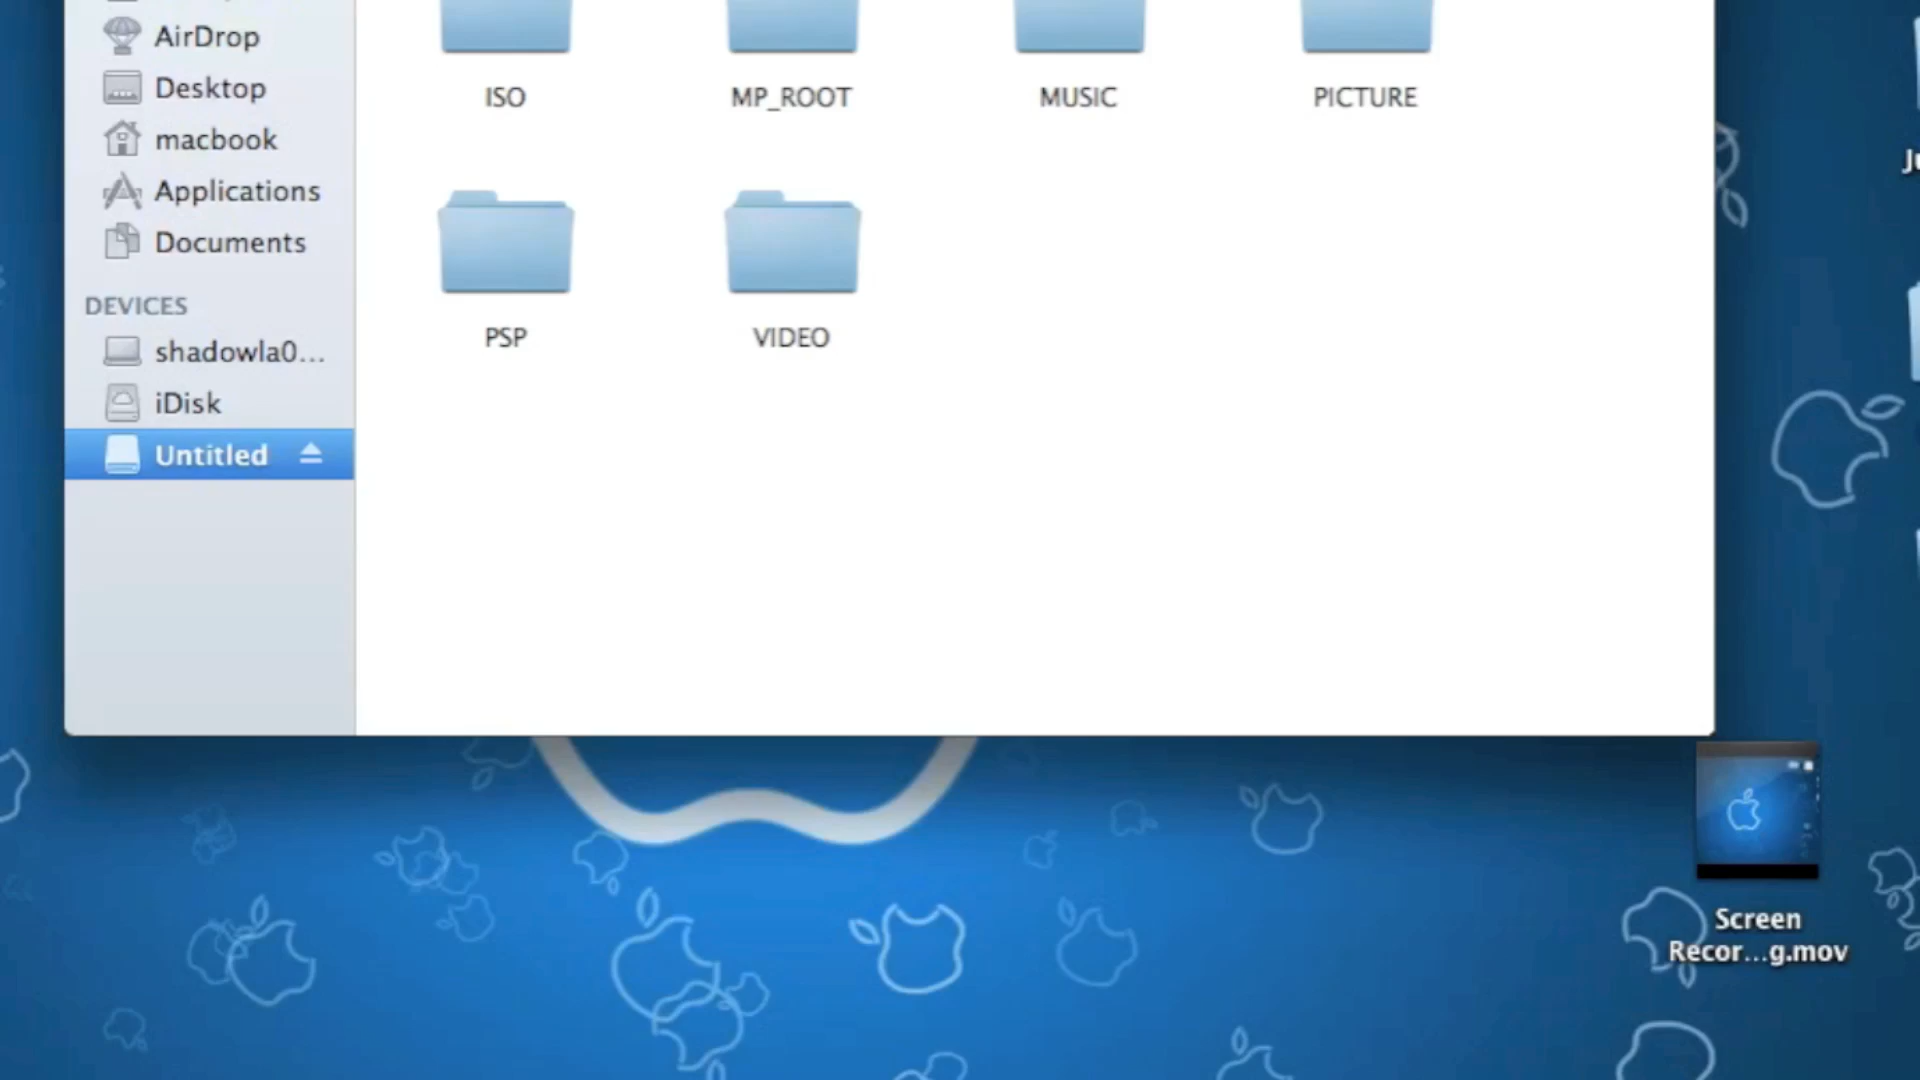 AirDrop
Desktop
macbook
Applications
Documents
DEVICES
shadowla0...
iDisk
Untitled
ISO
MP_ROOT
MUSIC
PICTURE
PSP
VIDEO
Screen
Recor...g.mov